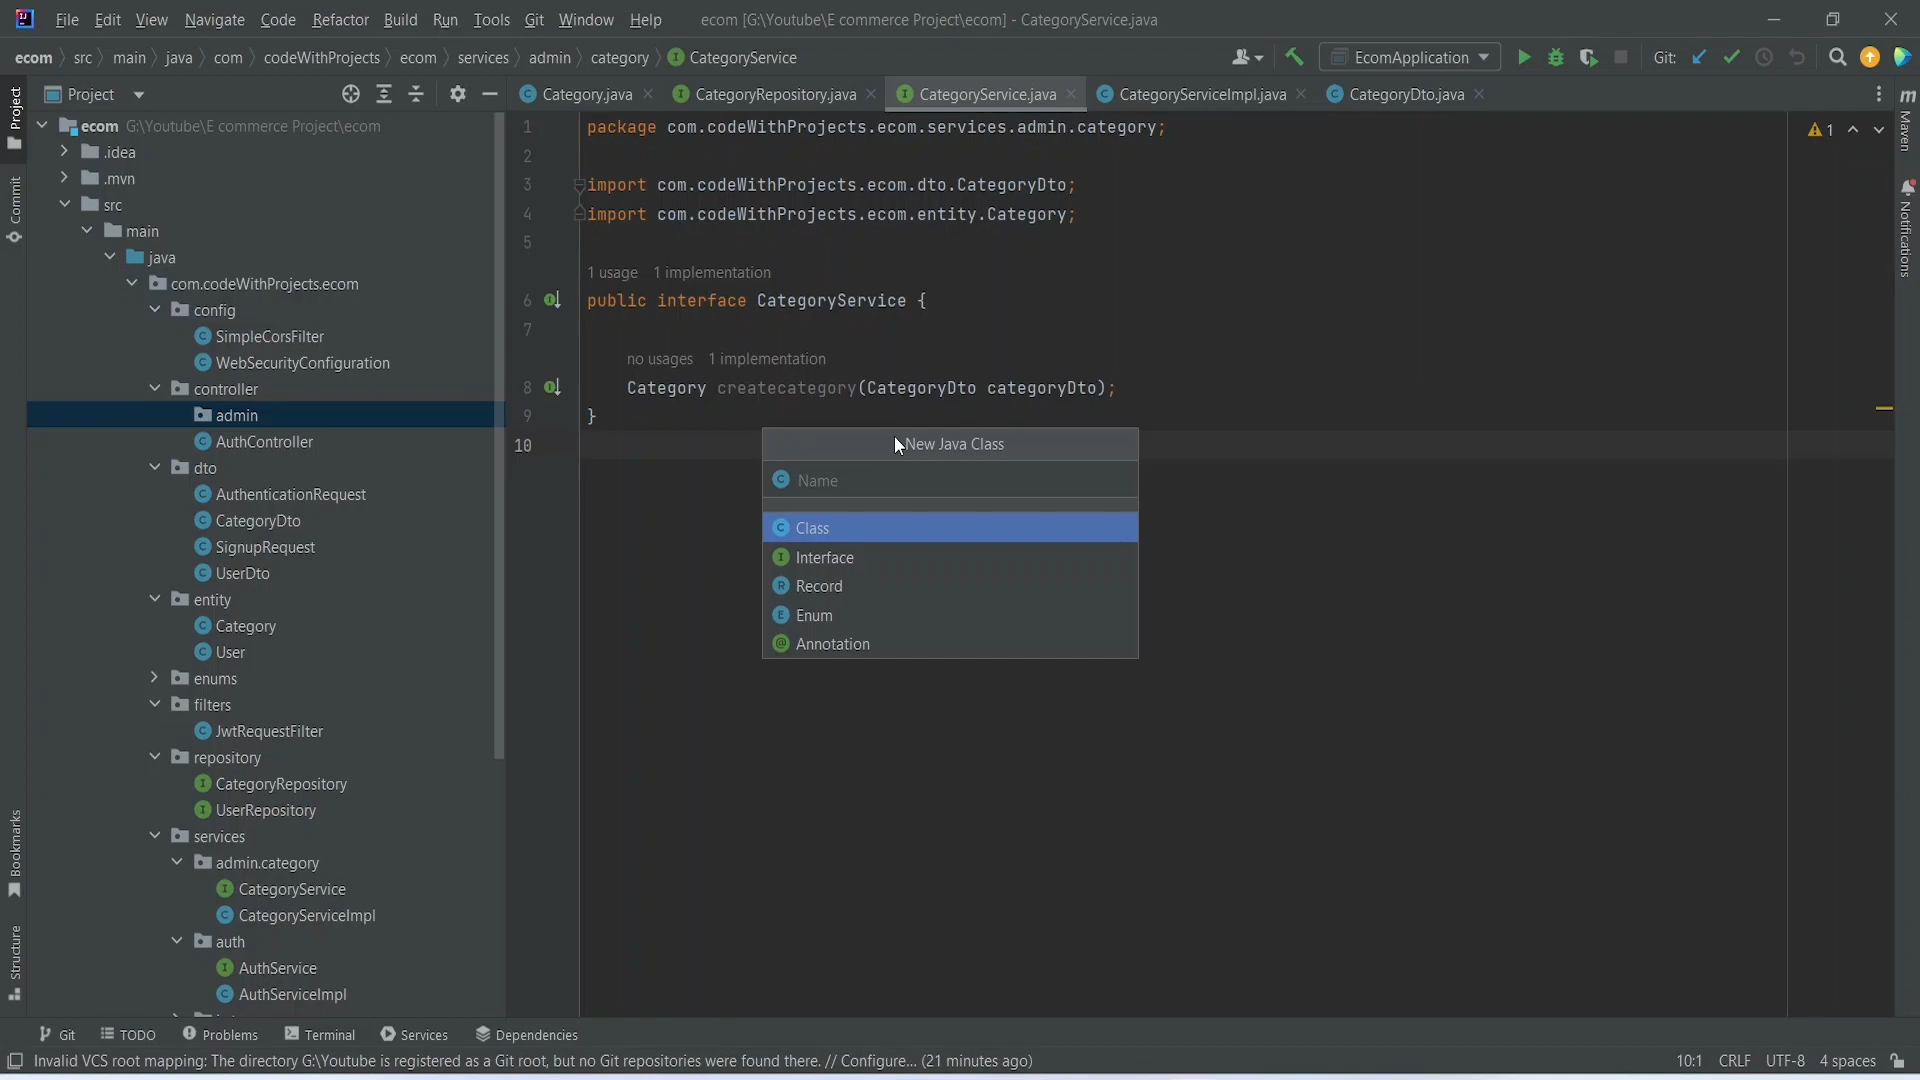 File Edit View Navigate Code Refactor Build Run Tools Git Window Help ecom [G:\Youtube\E commerce Project\ecom] - CategoryService.java
ecom src main java com codeWithProjects ecom services admin category CategoryService EcomApplication Git:
Project Category.java CategoryRepository.java CategoryService.java CategoryServiceImpl.java CategoryDto.java
Project
Commit
Bookmarks
Structure
ecom G:\Youtube\E commerce Project\ecom
.idea
.mvn
src
main
java
com.codeWithProjects.ecom
config
SimpleCorsFilter
WebSecurityConfiguration
controller
admin
AuthController
dto
AuthenticationRequest
CategoryDto
SignupRequest
UserDto
entity
Category
User
enums
filters
JwtRequestFilter
repository
CategoryRepository
UserRepository
services
admin.category
CategoryService
CategoryServiceImpl
auth
AuthService
AuthServiceImpl
1 package com.codeWithProjects.ecom.services.admin.category;
2
3 import com.codeWithProjects.ecom.dto.CategoryDto;
4 import com.codeWithProjects.ecom.entity.Category;
5
1 usage 1 implementation
6 public interface CategoryService {
7
no usages 1 implementation
8 Category createcategory(CategoryDto categoryDto);
9 }
10
New Java Class
Name
Class
Interface
Record
Enum
Annotation
1
m
Maven
Notifications
Git TODO Problems Terminal Services Dependencies
Invalid VCS root mapping: The directory G:\Youtube is registered as a Git root, but no Git repositories were found there. // Configure... (21 minutes ago) 10:1 CRLF UTF-8 4 spaces